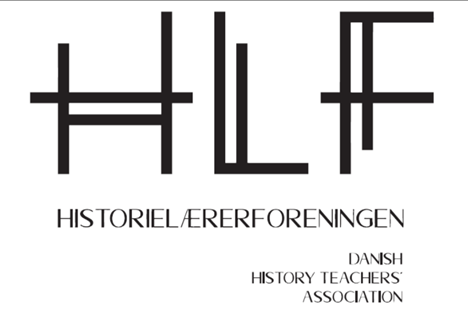 HLF
HISTORIELÆRERFORENINGEN
DANISH
HISTORY TEACHERS'
ASSOCIATION